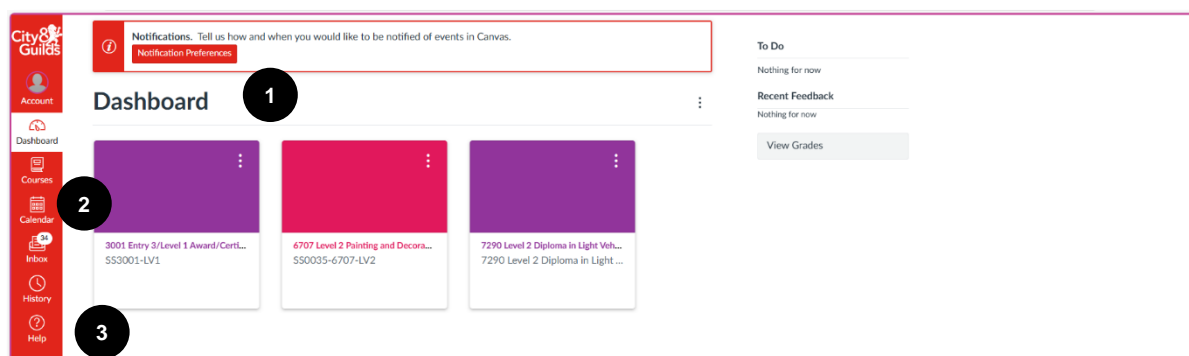 City&
Guilds
Account
Dashboard
Courses
Calendar
34
Inbox
History
Help
Notifications. Tell us how and when you would like to be notified of events in Canvas.
Notification Preferences
Dashboard
1
2
3
3001 Entry 3/Level 1 Award/Certi...
SS3001-LV1
6707 Level 2 Painting and Decora...
SS0035-6707-LV2
7290 Level 2 Diploma in Light Veh...
7290 Level 2 Diploma in Light ...
To Do
Nothing for now
Recent Feedback
Nothing for now
View Grades